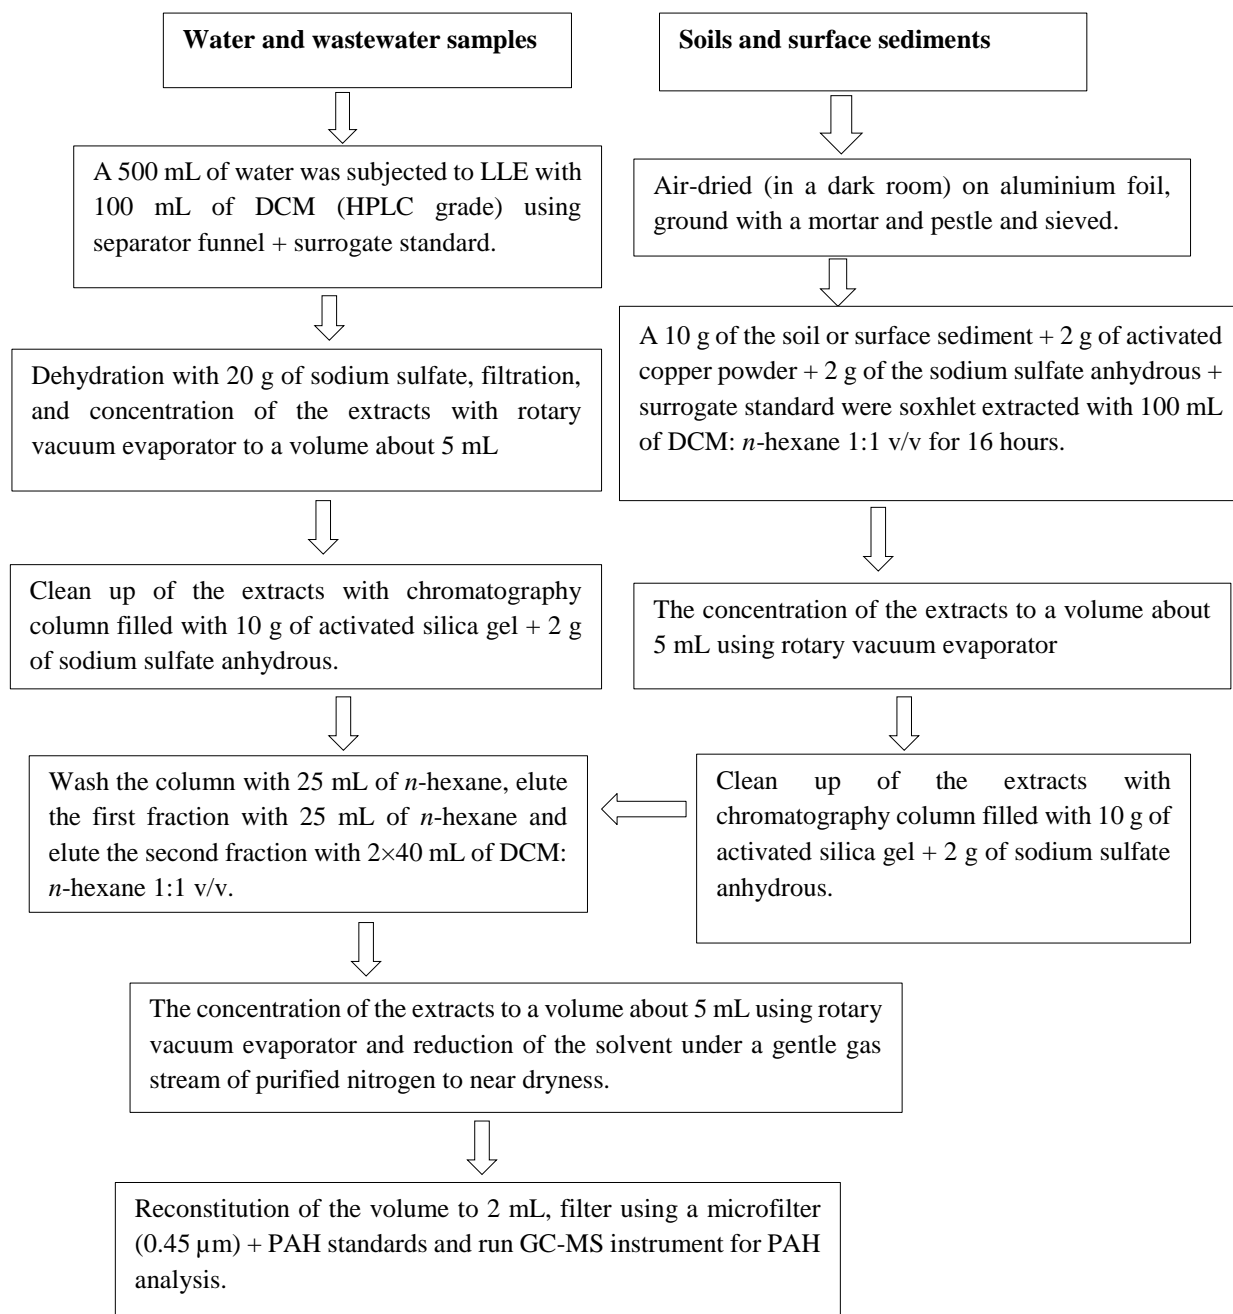 Water and wastewater samples
A 500 mL of water was subjected to LLE with
100 mL of DCM (HPLC grade) using
separator funnel + surrogate standard.
Dehydration with 20 g of sodium sulfate, filtration,
and concentration of the extracts with rotary
vacuum evaporator to a volume about 5 mL
Clean up of the extracts with chromatography
column filled with 10 g of activated silica gel + 2 g
of sodium sulfate anhydrous.
Soils and surface sediments
Air-dried (in a dark room) on aluminium foil,
ground with a mortar and pestle and sieved.
A 10 g of the soil or surface sediment + 2 g of activated
copper powder + 2 g of the sodium sulfate anhydrous +
surrogate standard were soxhlet extracted with 100 mL
of DCM: n-hexane 1:1 v/v for 16 hours.
The concentration of the extracts to a volume about
5 mL using rotary vacuum evaporator
Clean up of the extracts with
chromatography column filled with 10 g of
activated silica gel + 2 g of sodium sulfate
anhydrous.
Wash the column with 25 mL of n-hexane, elute
the first fraction with 25 mL of n-hexane and
elute the second fraction with 2×40 mL of DCM:
n-hexane 1:1 v/v.
The concentration of the extracts to a volume about 5 mL using rotary
vacuum evaporator and reduction of the solvent under a gentle gas
stream of purified nitrogen to near dryness.
Reconstitution of the volume to 2 mL, filter using a microfilter
(0.45 µm) + PAH standards and run GC-MS instrument for PAH
analysis.